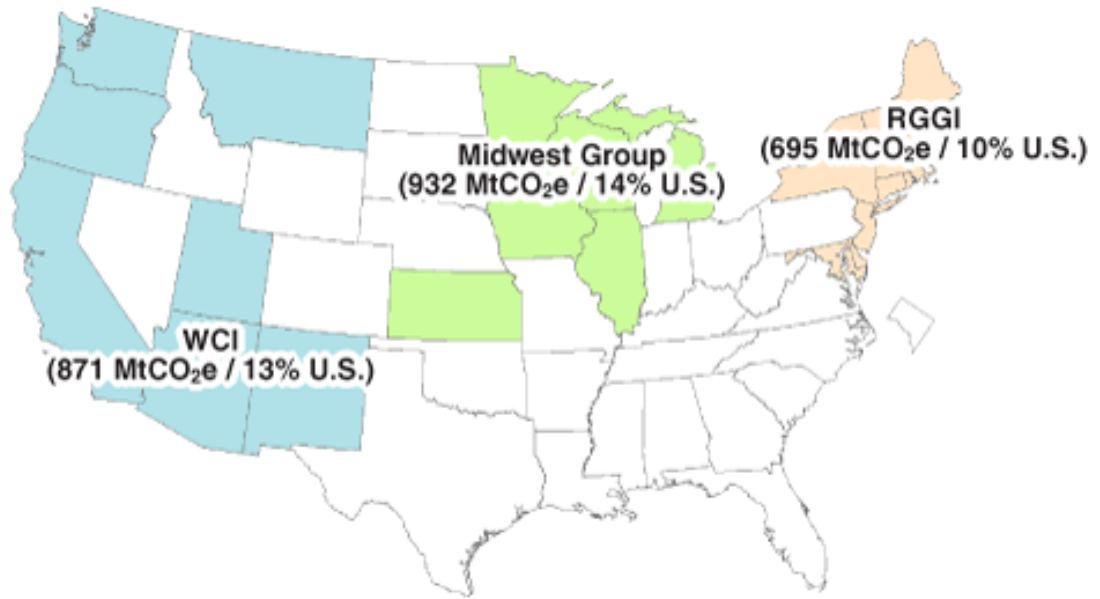 RGGI
(695 MtCO₂e / 10% U.S.)
Midwest Group
(932 MtCO₂e / 14% U.S.)
WCI
(871 MtCO₂e / 13% U.S.)